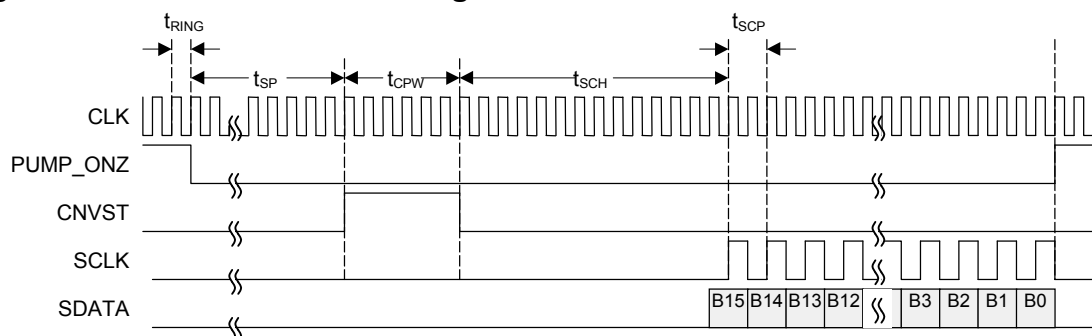 tRING tSCP
tSP tCPW tSCH
CLK
PUMP_ONZ
CNVST
SCLK
SDATA B15 B14 B13 B12 B3 B2 B1 B0